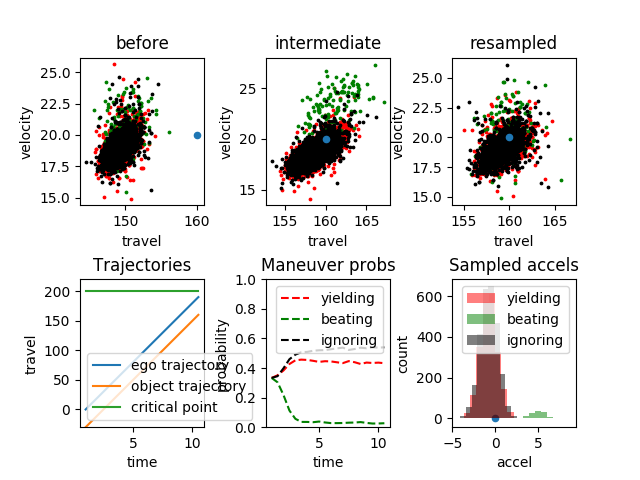 before
intermediate
resampled
25.0
22.5
20.0
17.5
15.0
velocity
150
160
travel
25
20
15
velocity
155
160
165
travel
25.0
22.5
20.0
17.5
15.0
velocity
155
160
165
travel
Trajectories
Maneuver probs
Sampled accels
200
150
100
50
0
travel
ego trajectory
object trajectory
critical point
5
10
time
1.0
0.8
0.6
0.4
0.2
0.0
probability
yielding
beating
ignoring
5
10
time
600
400
200
0
count
yielding
beating
ignoring
−5
0
5
accel